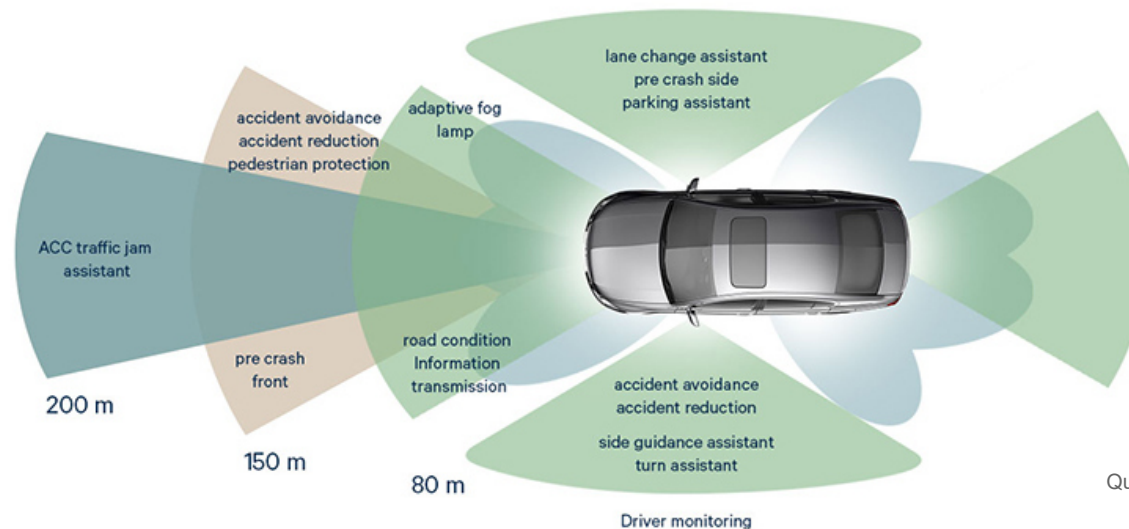 lane change assistant
pre crash side
parking assistant
adaptive fog
lamp
accident avoidance
accident reduction
pedestrian protection
ACC traffic jam
assistant
pre crash
front
road condition
Information
transmission
accident avoidance
accident reduction
side guidance assistant
turn assistant
200 m
150 m
80 m
Driver monitoring
Qu